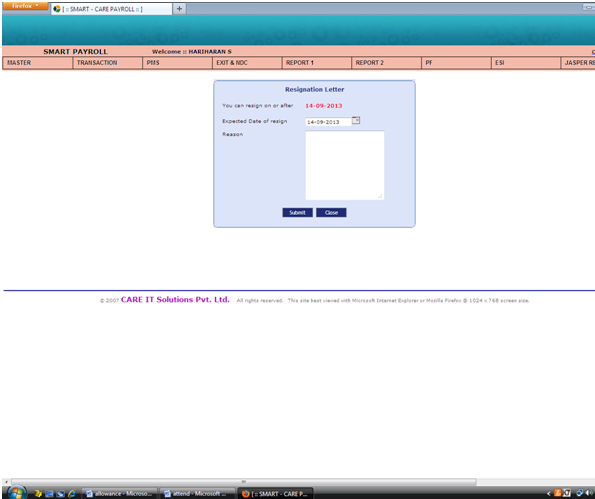 Firefox
[ :: SMART - CARE PAYROLL :: ]
SMART PAYROLL Welcome :: HARIHARAN S
MASTER TRANSACTION PMS EXIT & NDC REPORT 1 REPORT 2 PF ESI JASPER RE
Resignation Letter
You can resign on or after 14-09-2013
Expected Date of resign 14-09-2013
Reason
Submit Close
© 2007 CARE IT Solutions Pvt. Ltd. All rights reserved. This site best viewed with Microsoft Internet Explorer or Mozilla Firefox @ 1024 x 768 screen size.
allowance - Microso... attend - Microsoft ... [ :: SMART - CARE P...